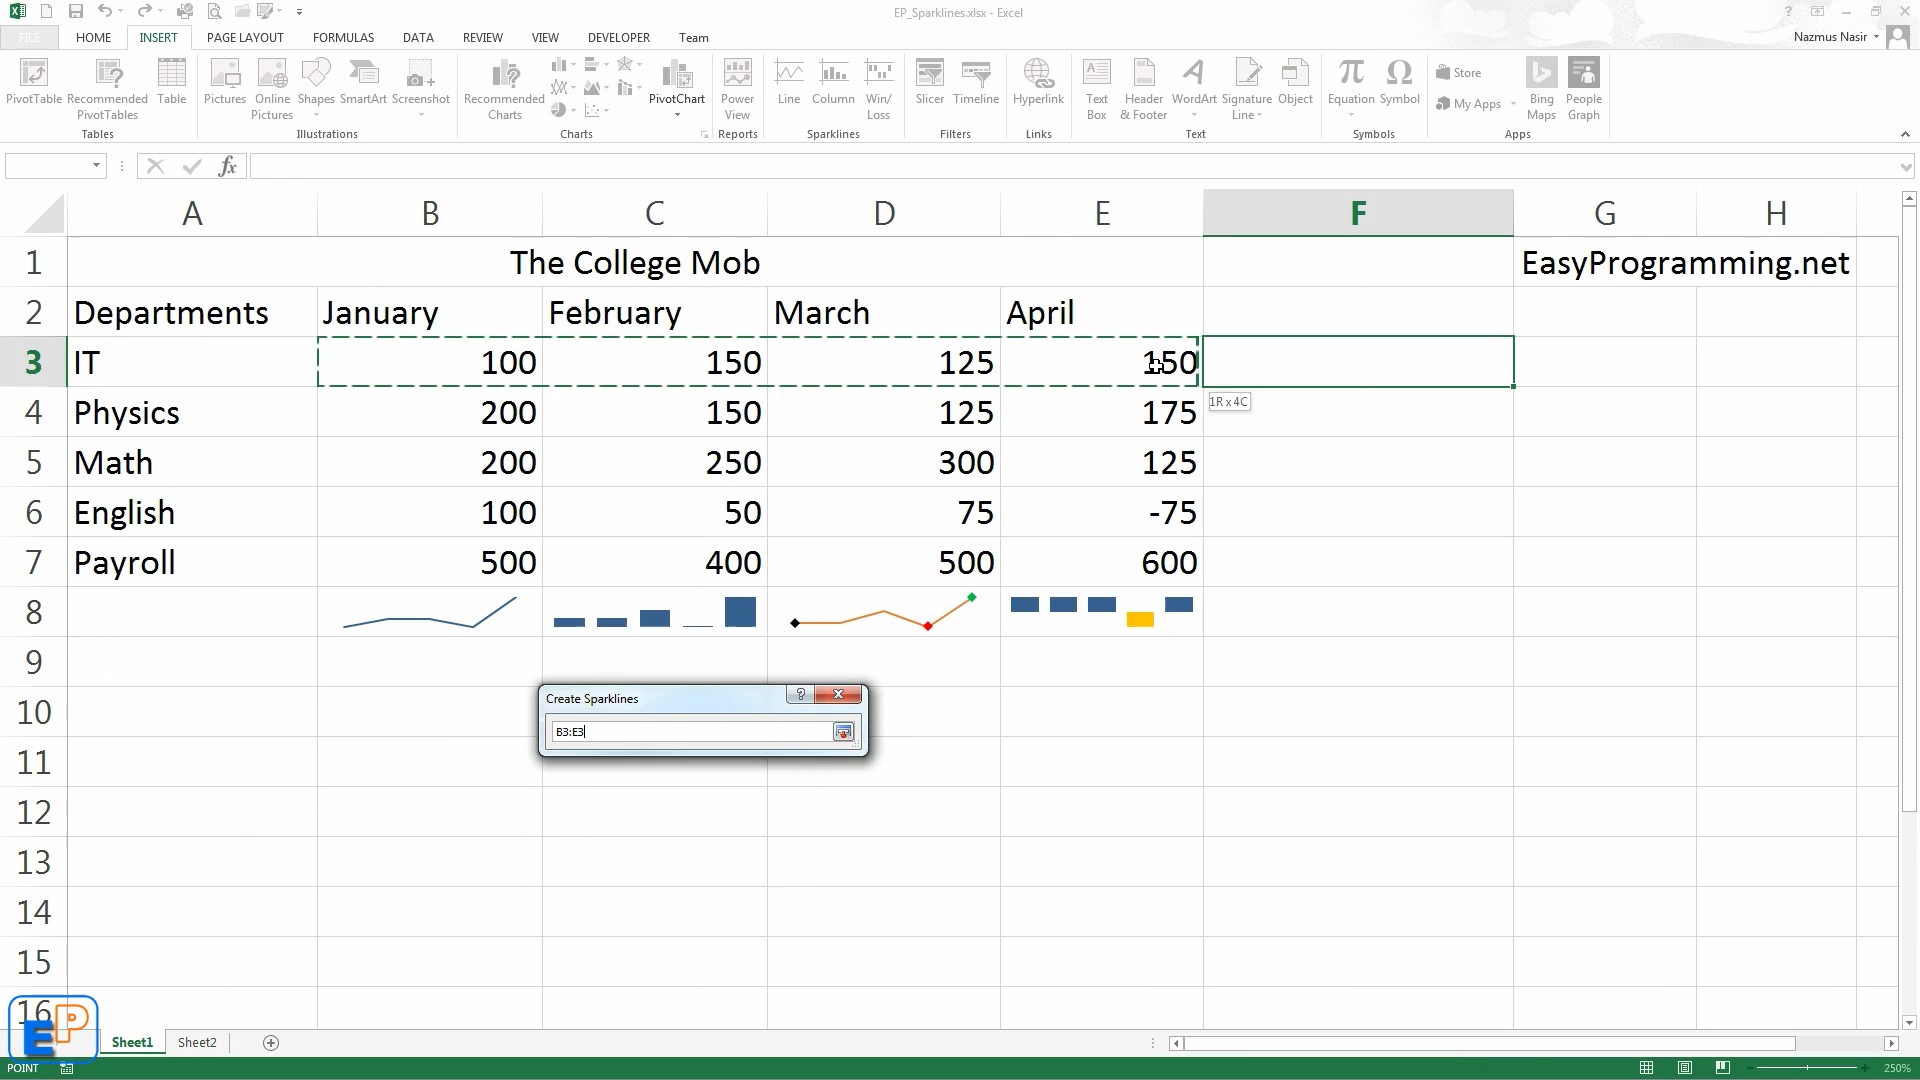 EP_Sparklines.xlsx - Excel
?
FILE HOME INSERT PAGE LAYOUT FORMULAS DATA REVIEW VIEW DEVELOPER Team
Nazmus Nasir
PivotTable Recommended PivotTables Table
Pictures Online Pictures Shapes SmartArt Screenshot
Recommended Charts PivotChart
Power View
Line Column Win/Loss
Slicer Timeline
Hyperlink
Text Box Header & Footer WordArt Signature Line Object
Equation Symbol
Store
My Apps
Bing Maps People Graph
Tables Illustrations Charts Reports Sparklines Filters Links Text Symbols Apps
fx
A B C D E F G H
1 The College Mob EasyProgramming.net
2 Departments January February March April
3 IT 100 150 125 150
1R x 4C
4 Physics 200 150 125 175
5 Math 200 250 300 125
6 English 100 50 75 -75
7 Payroll 500 400 500 600
8
9
Create Sparklines ?
10
B3:E3
11
12
13
14
15
16
EP
Sheet1 Sheet2
POINT
250%